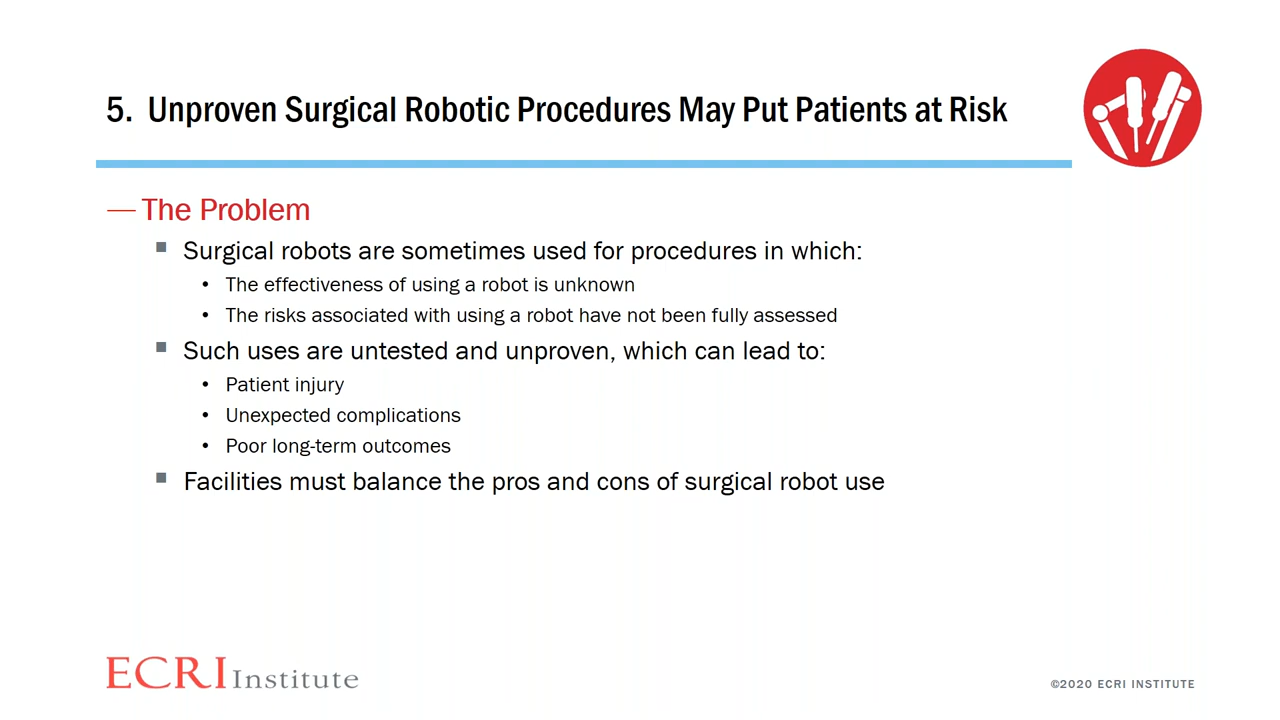 5. Unproven Surgical Robotic Procedures May Put Patients at Risk
— The Problem
▪ Surgical robots are sometimes used for procedures in which:
• The effectiveness of using a robot is unknown
• The risks associated with using a robot have not been fully assessed
▪ Such uses are untested and unproven, which can lead to:
• Patient injury
• Unexpected complications
• Poor long-term outcomes
▪ Facilities must balance the pros and cons of surgical robot use
ECRI Institute
©2020 ECRI INSTITUTE